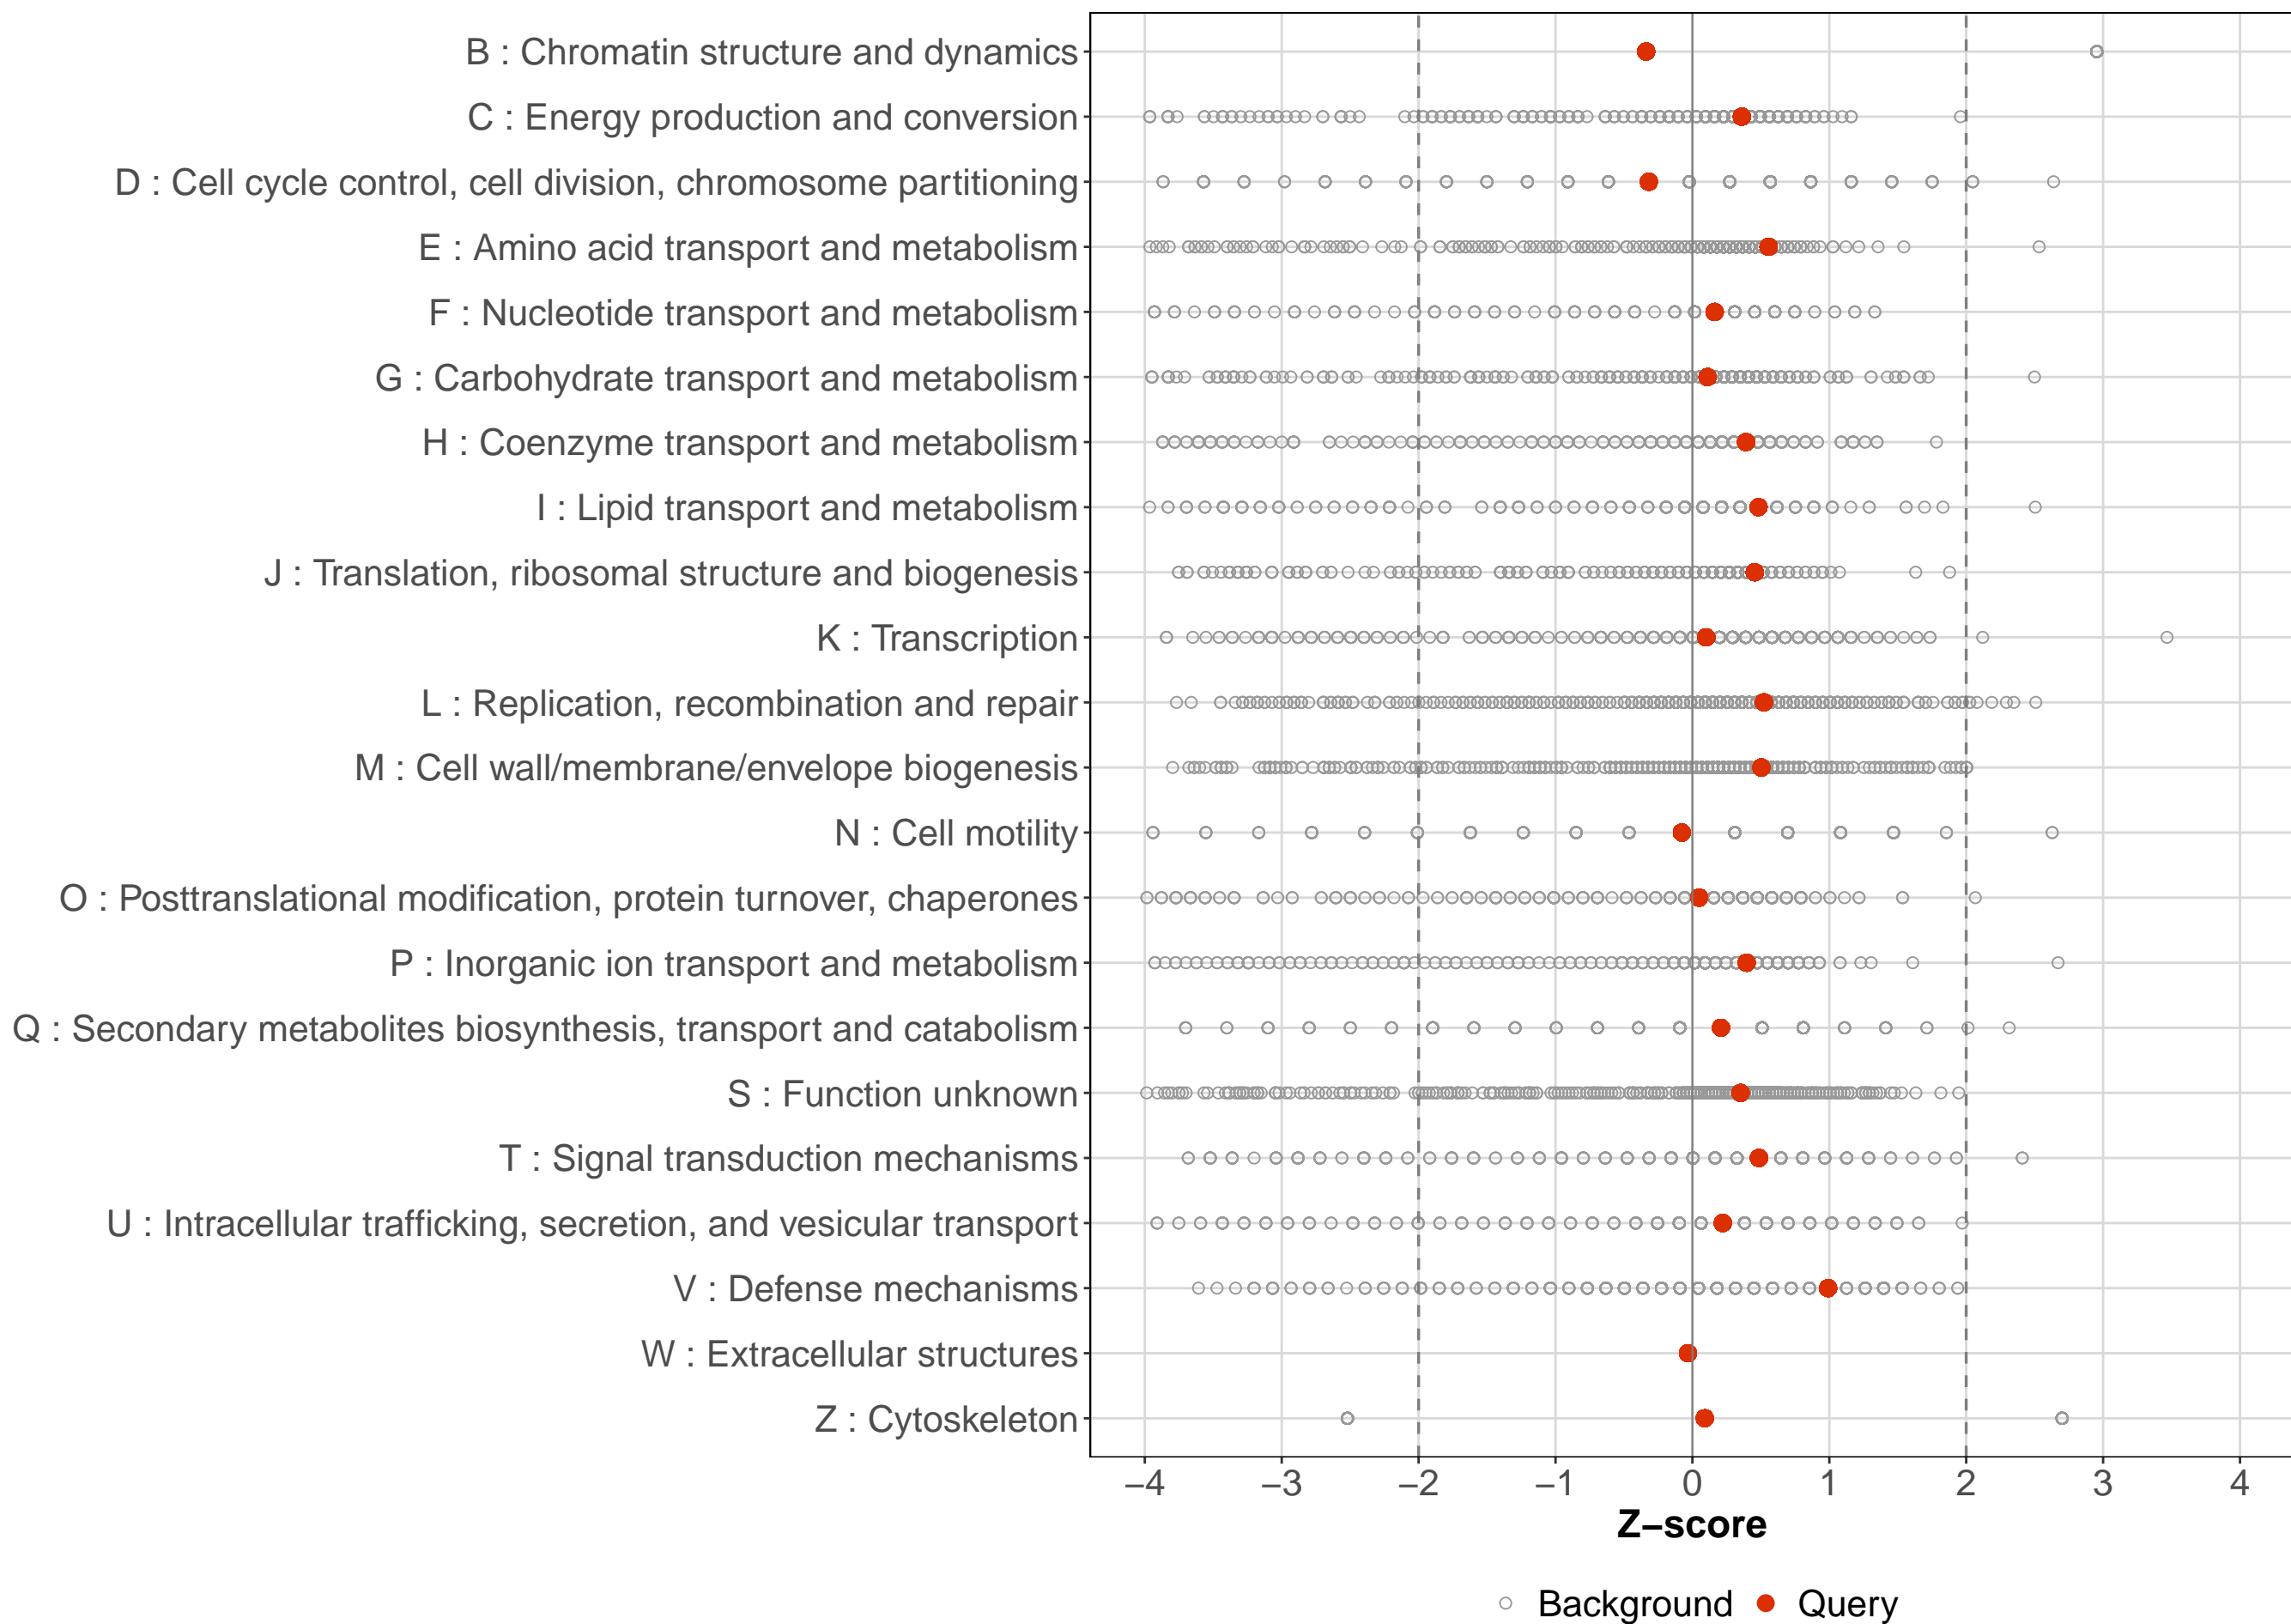 B : Chromatin structure and dynamics
C : Energy production and conversion
D : Cell cycle control, cell division, chromosome partitioning
E : Amino acid transport and metabolism
F : Nucleotide transport and metabolism
G : Carbohydrate transport and metabolism
H : Coenzyme transport and metabolism
I : Lipid transport and metabolism
J : Translation, ribosomal structure and biogenesis
K : Transcription
L : Replication, recombination and repair
M : Cell wall/membrane/envelope biogenesis
N : Cell motility
O : Posttranslational modification, protein turnover, chaperones
P : Inorganic ion transport and metabolism
Q : Secondary metabolites biosynthesis, transport and catabolism
S : Function unknown
T : Signal transduction mechanisms
U : Intracellular trafficking, secretion, and vesicular transport
V : Defense mechanisms
W : Extracellular structures
Z : Cytoskeleton
−4 −3 −2 −1 0 1 2 3 4
Z−score
Background Query